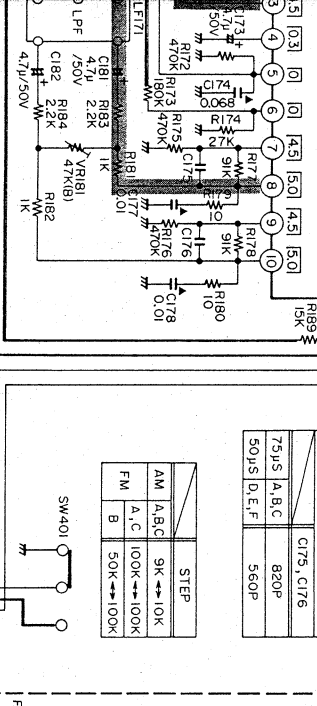 LPF
LF171
C173
4.7μ
/50V
3
4.5
4
0.3
R172
470K
5
0
C174
0.068
R173
180K
6
0
R174
27K
7
4.5
R175
470K
C175
R177
91K
8
5.0
R179
10
C177
0.01
9
4.5
R176
470K
C176
R178
91K
10
5.0
R180
10
C178
0.01
C182
4.7μ/50V
C181
4.7μ
/50V
R184
2.2K
R183
2.2K
VR181
47K(B)
R181
1K
R182
1K
R189
15K
C175, C176
75μS A,B,C 820P
50μS D,E,F 560P
STEP
AM A,B,C 9K↔10K
FM A,C 100K↔100K
B 50K↔100K
SW401
F